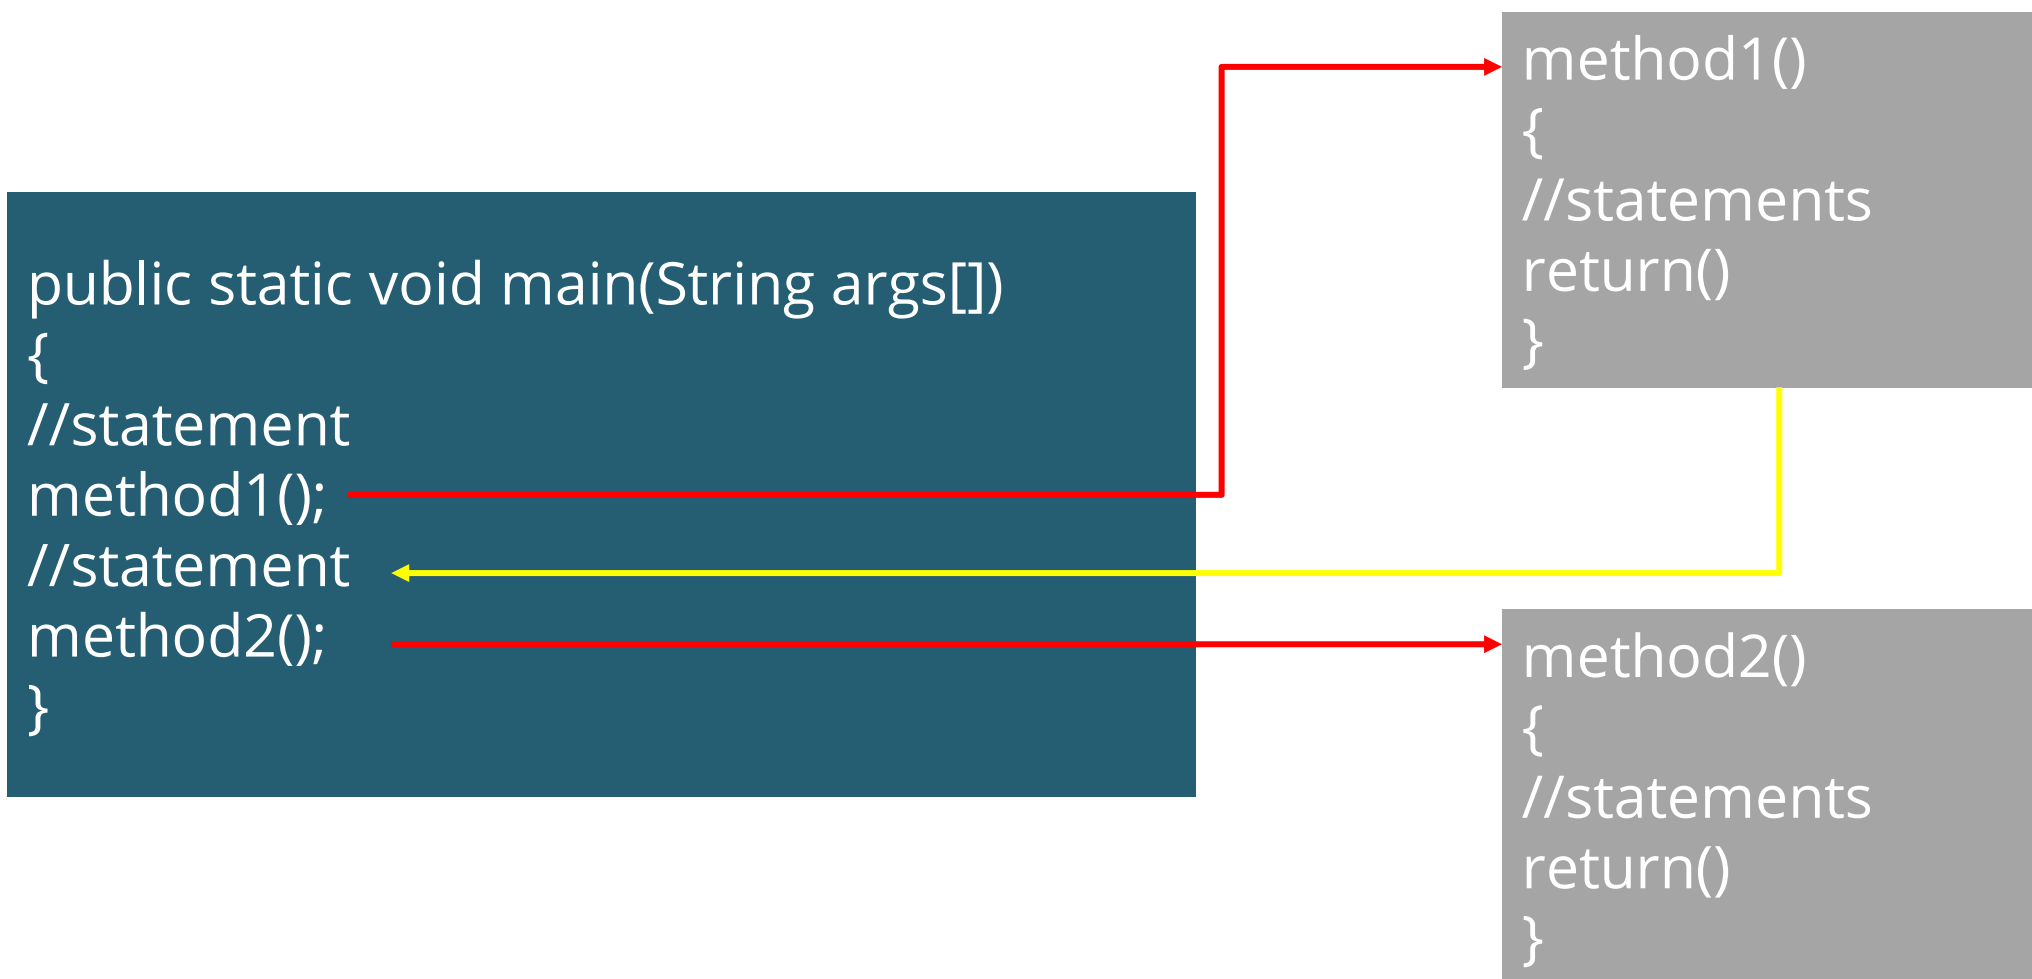 public static void main(String args[])
{
//statement
method1();
//statement
method2();
}
method1()
{
//statements
return()
}
method2()
{
//statements
return()
}